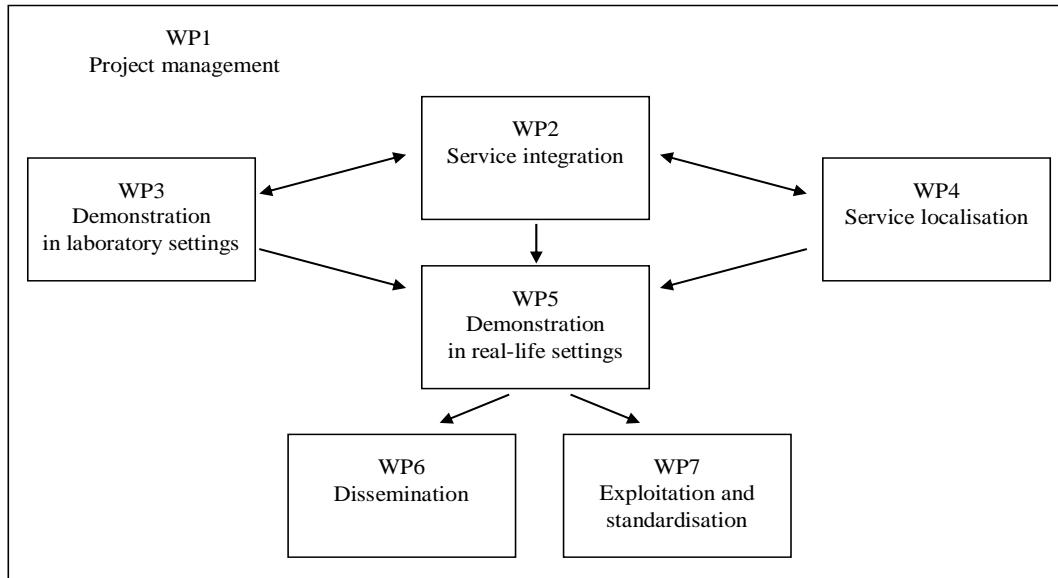 WP1
Project management
WP2
Service integration
WP3
Demonstration
in laboratory settings
WP4
Service localisation
WP5
Demonstration
in real-life settings
WP6
Dissemination
WP7
Exploitation and
standardisation